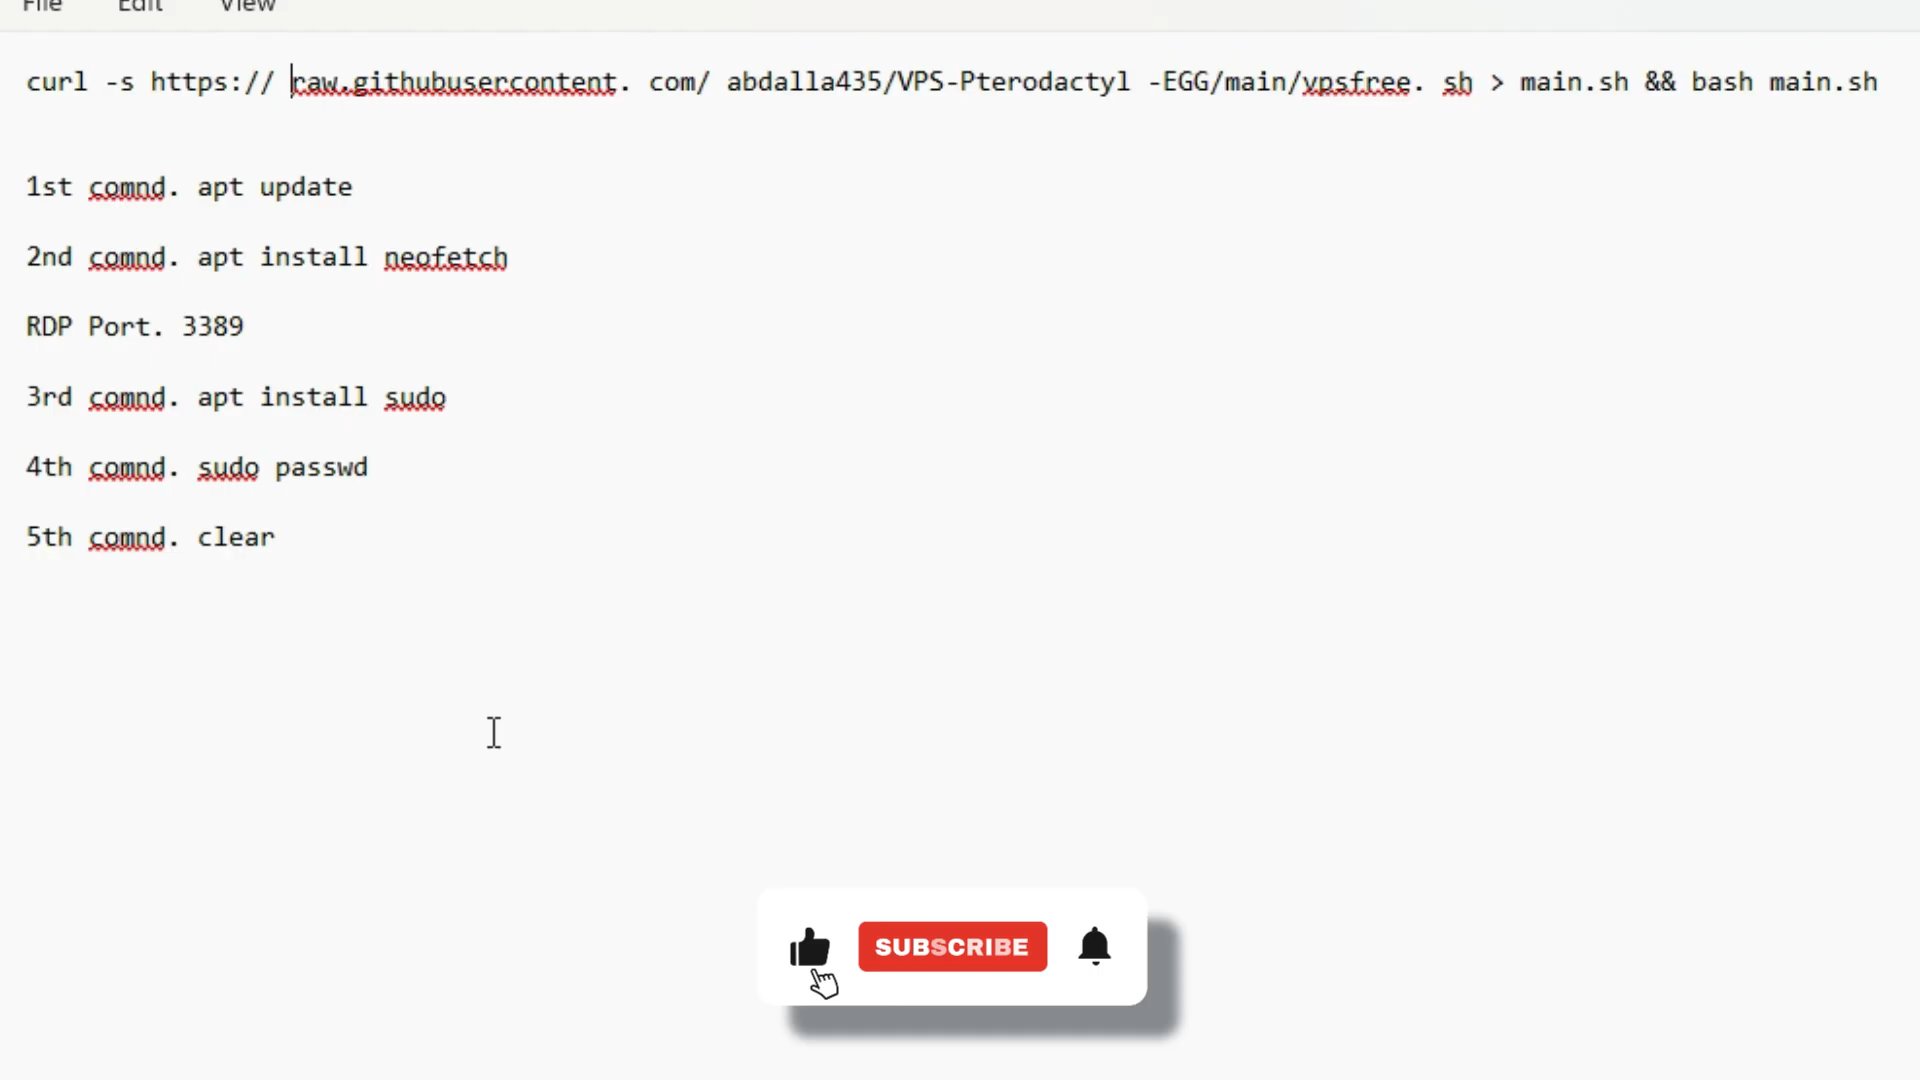 File Edit View
curl -s https:// raw.githubusercontent. com/ abdalla435/VPS-Pterodactyl -EGG/main/vpsfree. sh > main.sh && bash main.sh
1st comnd. apt update
2nd comnd. apt install neofetch
RDP Port. 3389
3rd comnd. apt install sudo
4th comnd. sudo passwd
5th comnd. clear
SUBSCRIBE